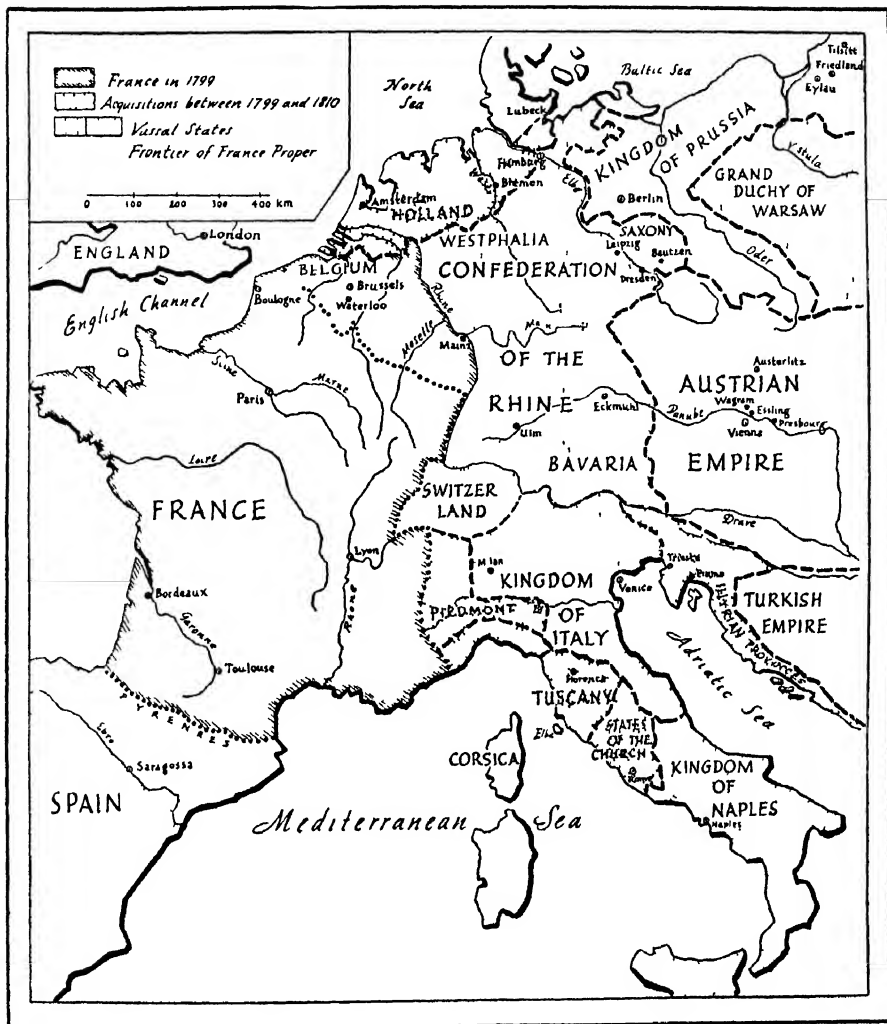 France in 1799
Acquisitions between 1799 and 1810
Vassal States
Frontier of France Proper
0 100 200 300 400 km
North
Sea
Baltic Sea
Tilsitt
Friedland
Eylau
Lubeck
Hamburg
Bremen
Elbe
KINGDOM
OF PRUSSIA
Vistula
GRAND
DUCHY OF
WARSAW
Berlin
Amsterdam
HOLLAND
WESTPHALIA
SAXONY
Leipzig
Bautzen
Dresden
Oder
London
ENGLAND
BELGIUM
Brussels
Waterloo
Boulogne
English Channel
CONFEDERATION
OF THE
RHINE
Rhine
Moselle
Mainz
Main
Seine
Marne
Paris
Austerlitz
AUSTRIAN
EMPIRE
Wagram
Essling
Vienna
Presbourg
Danube
Eckmuhl
Ulm
BAVARIA
Loire
FRANCE
SWITZER
LAND
Drave
Lyon
Rhone
Milan
KINGDOM
OF
ITALY
Venice
Trieste
Fiume
TURKISH
EMPIRE
ILLYRIAN PROVINCES
PIEDMONT
Bordeaux
Garonne
Toulouse
Adriatic Sea
Florence
TUSCANY
Elba
STATES
OF THE
CHURCH
Rome
PYRENEES
Ebro
Saragossa
SPAIN
CORSICA
KINGDOM
OF
NAPLES
Naples
Mediterranean Sea